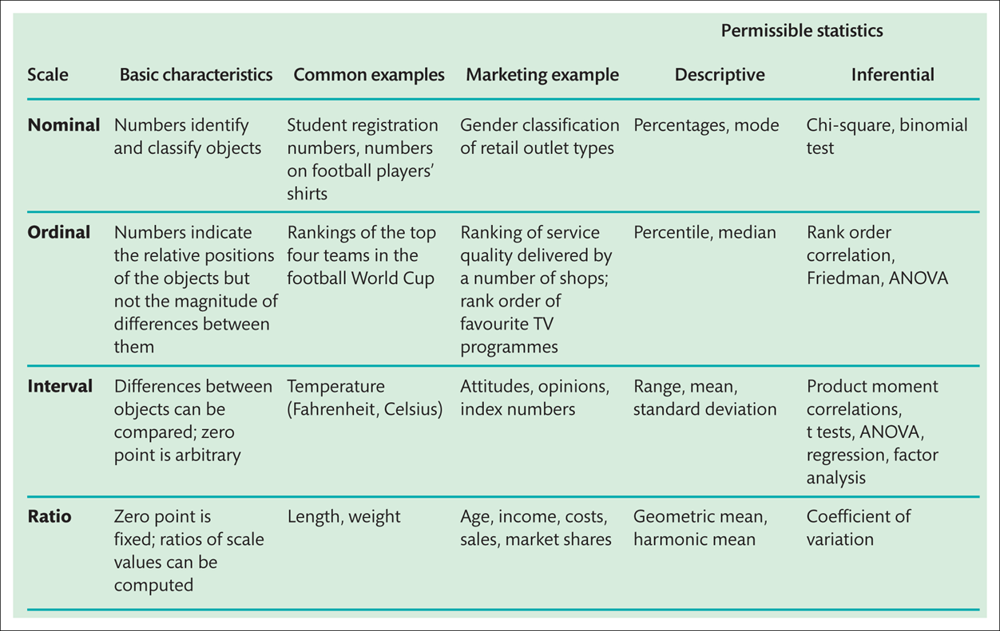 Permissible statistics
Scale Basic characteristics Common examples Marketing example Descriptive Inferential
Nominal Numbers identify Student registration Gender classification Percentages, mode Chi-square, binomial
and classify objects numbers, numbers of retail outlet types test
on football players’
shirts
Ordinal Numbers indicate Rankings of the top Ranking of service Percentile, median Rank order
the relative positions four teams in the quality delivered by correlation,
of the objects but football World Cup a number of shops; Friedman, ANOVA
not the magnitude of rank order of
differences between favourite TV
them programmes
Interval Differences between Temperature Attitudes, opinions, Range, mean, Product moment
objects can be (Fahrenheit, Celsius) index numbers standard deviation correlations,
compared; zero t tests, ANOVA,
point is arbitrary regression, factor
analysis
Ratio Zero point is Length, weight Age, income, costs, Geometric mean, Coefficient of
fixed; ratios of scale sales, market shares harmonic mean variation
values can be
computed